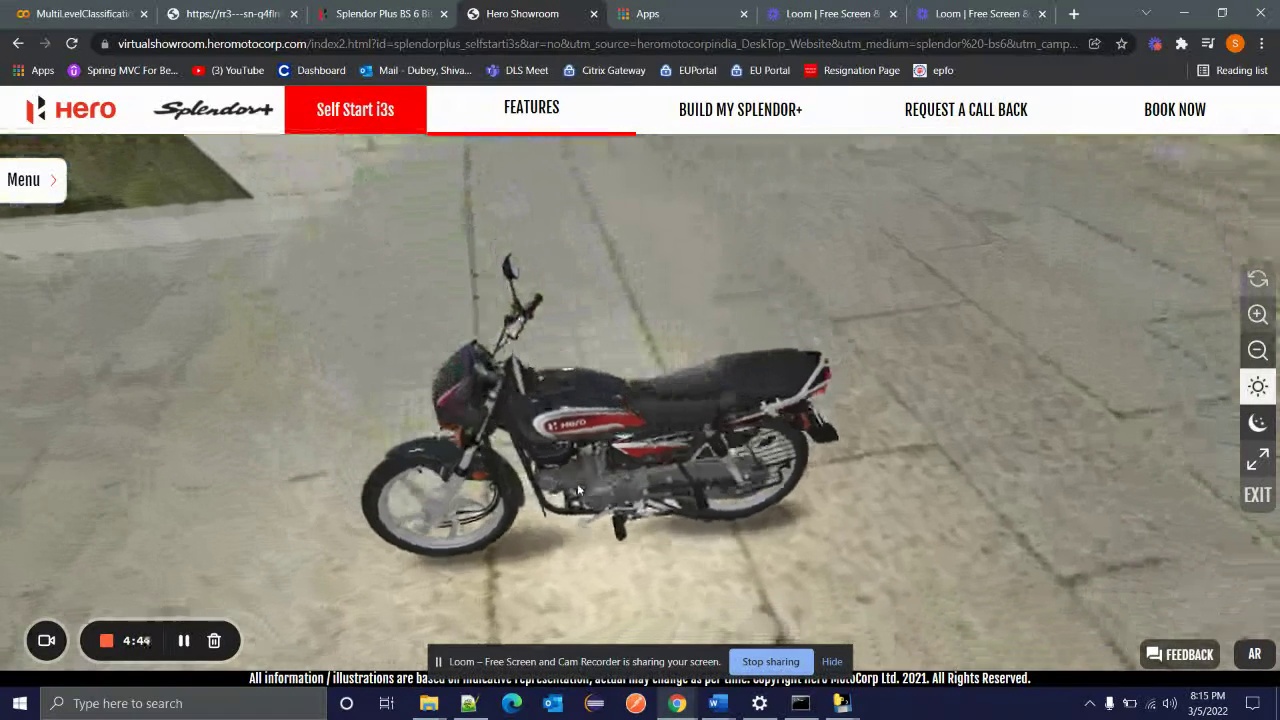 MultiLevelClassificati
https://rr3---sn-q4fln
Splendor Plus BS 6 Bi
Hero Showroom
Apps
Loom | Free Screen &
Loom | Free Screen &
virtualshowroom.heromotocorp.com/index2.html?id=splendorplus_selfstarti3s&at=no&utm_source=heromotocorpindia_DeskTop_Website&utm_medium=splendor%20-bs6&utm_camp...
Apps
Spring MVC For Be...
(3) YouTube
Dashboard
Mail - Dubey, Shiva...
DLS Meet
Citrix Gateway
EUPortal
EU Portal
Resignation Page
epfo
Reading list
Hero
Splendor+
Self Start i3s
FEATURES
BUILD MY SPLENDOR+
REQUEST A CALL BACK
BOOK NOW
Menu
Hero
EXIT
4:44
Loom – Free Screen and Cam Recorder is sharing your screen.
Stop sharing
Hide
FEEDBACK
AR
All information / illustrations are based on indicative representation, actual may change as per time. Copyright Hero MotoCorp Ltd. 2021. All Rights Reserved.
Type here to search
8:15 PM
3/5/2022